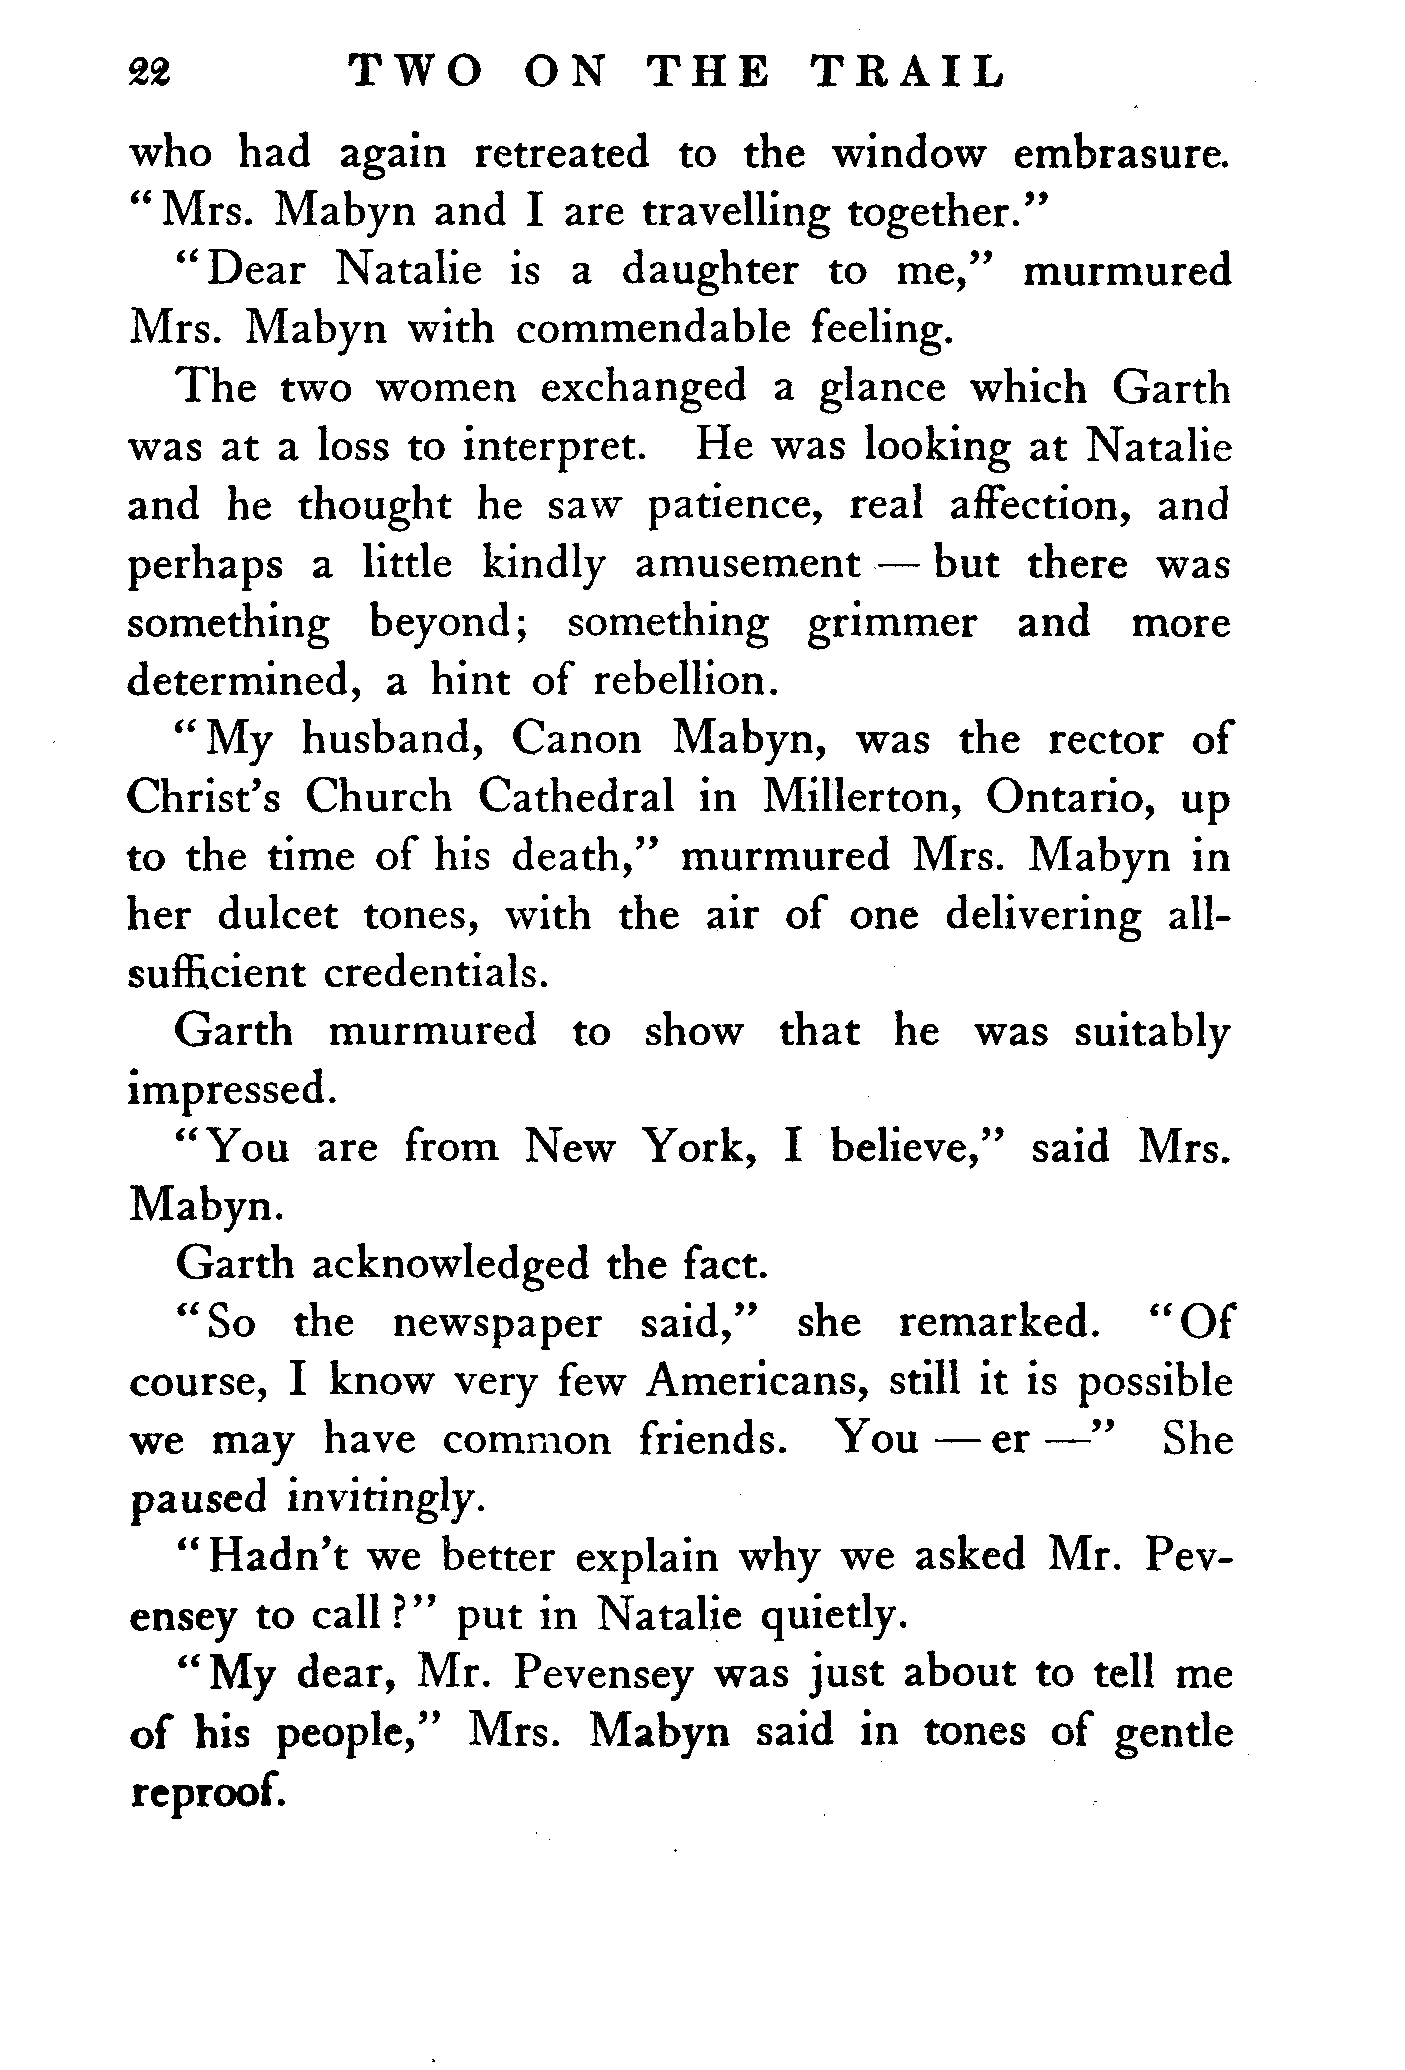 22 TWO ON THE TRAIL
who had again retreated to the window embrasure.
“Mrs. Mabyn and I are travelling together.”
“Dear Natalie is a daughter to me,” murmured
Mrs. Mabyn with commendable feeling.
The two women exchanged a glance which Garth
was at a loss to interpret. He was looking at Natalie
and he thought he saw patience, real affection, and
perhaps a little kindly amusement — but there was
something beyond; something grimmer and more
determined, a hint of rebellion.
“My husband, Canon Mabyn, was the rector of
Christ’s Church Cathedral in Millerton, Ontario, up
to the time of his death,” murmured Mrs. Mabyn in
her dulcet tones, with the air of one delivering all-
sufficient credentials.
Garth murmured to show that he was suitably
impressed.
“You are from New York, I believe,” said Mrs.
Mabyn.
Garth acknowledged the fact.
“So the newspaper said,” she remarked. “Of
course, I know very few Americans, still it is possible
we may have common friends. You — er —” She
paused invitingly.
“Hadn’t we better explain why we asked Mr. Pev-
ensey to call?” put in Natalie quietly.
“My dear, Mr. Pevensey was just about to tell me
of his people,” Mrs. Mabyn said in tones of gentle
reproof.